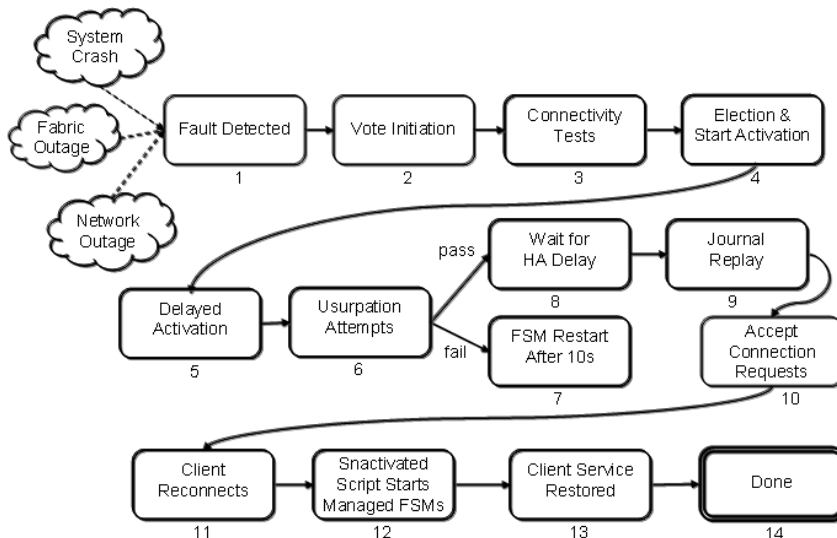 System
Crash
Fabric
Outage
Network
Outage
Fault Detected
1
Vote Initiation
2
Connectivity
Tests
3
Election &
Start Activation
4
Delayed
Activation
5
Usurpation
Attempts
6
pass
fail
Wait for
HA Delay
8
Journal
Replay
9
FSM Restart
After 10s
7
Accept
Connection
Requests
10
Client
Reconnects
11
Snactivated
Script Starts
Managed FSMs
12
Client Service
Restored
13
Done
14